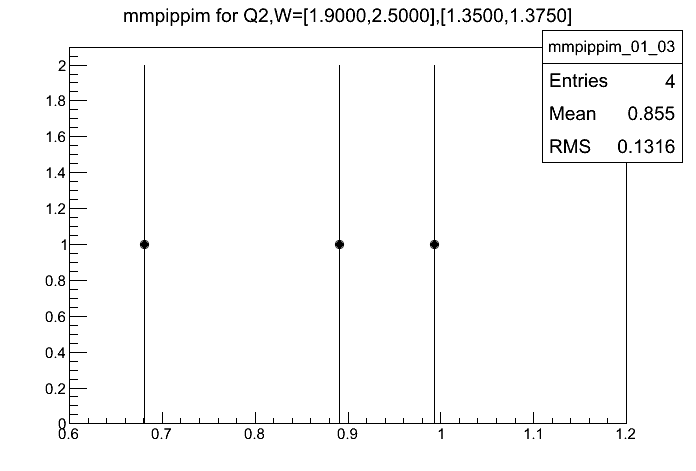 mmpippim for Q2,W=[1.9000,2.5000],[1.3500,1.3750]
mmpippim_01_03
Entries 4
Mean 0.855
RMS 0.1316
2
1.8
1.6
1.4
1.2
1
0.8
0.6
0.4
0.2
0
0.6 0.7 0.8 0.9 1 1.1 1.2